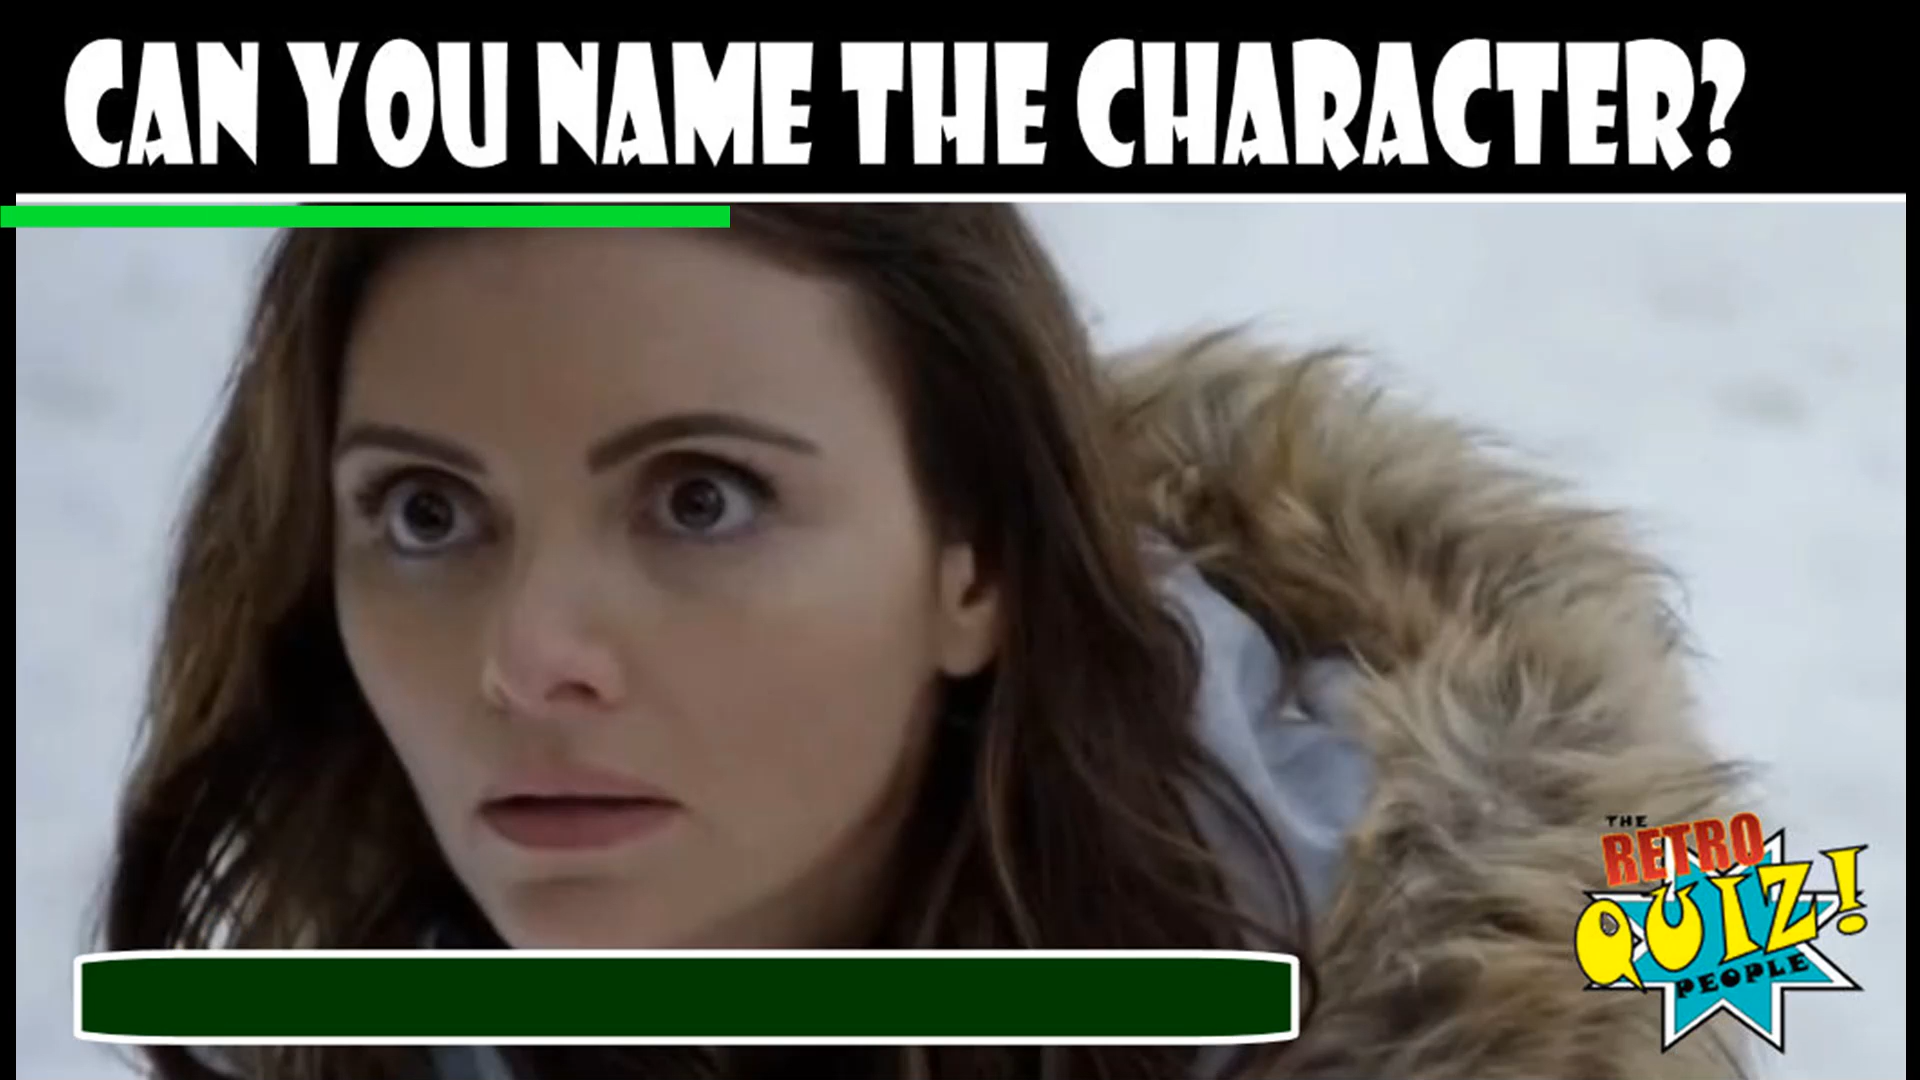 CAN YOU NAME THE CHARACTER?
THE
RETRO
QUIZ!
PEOPLE